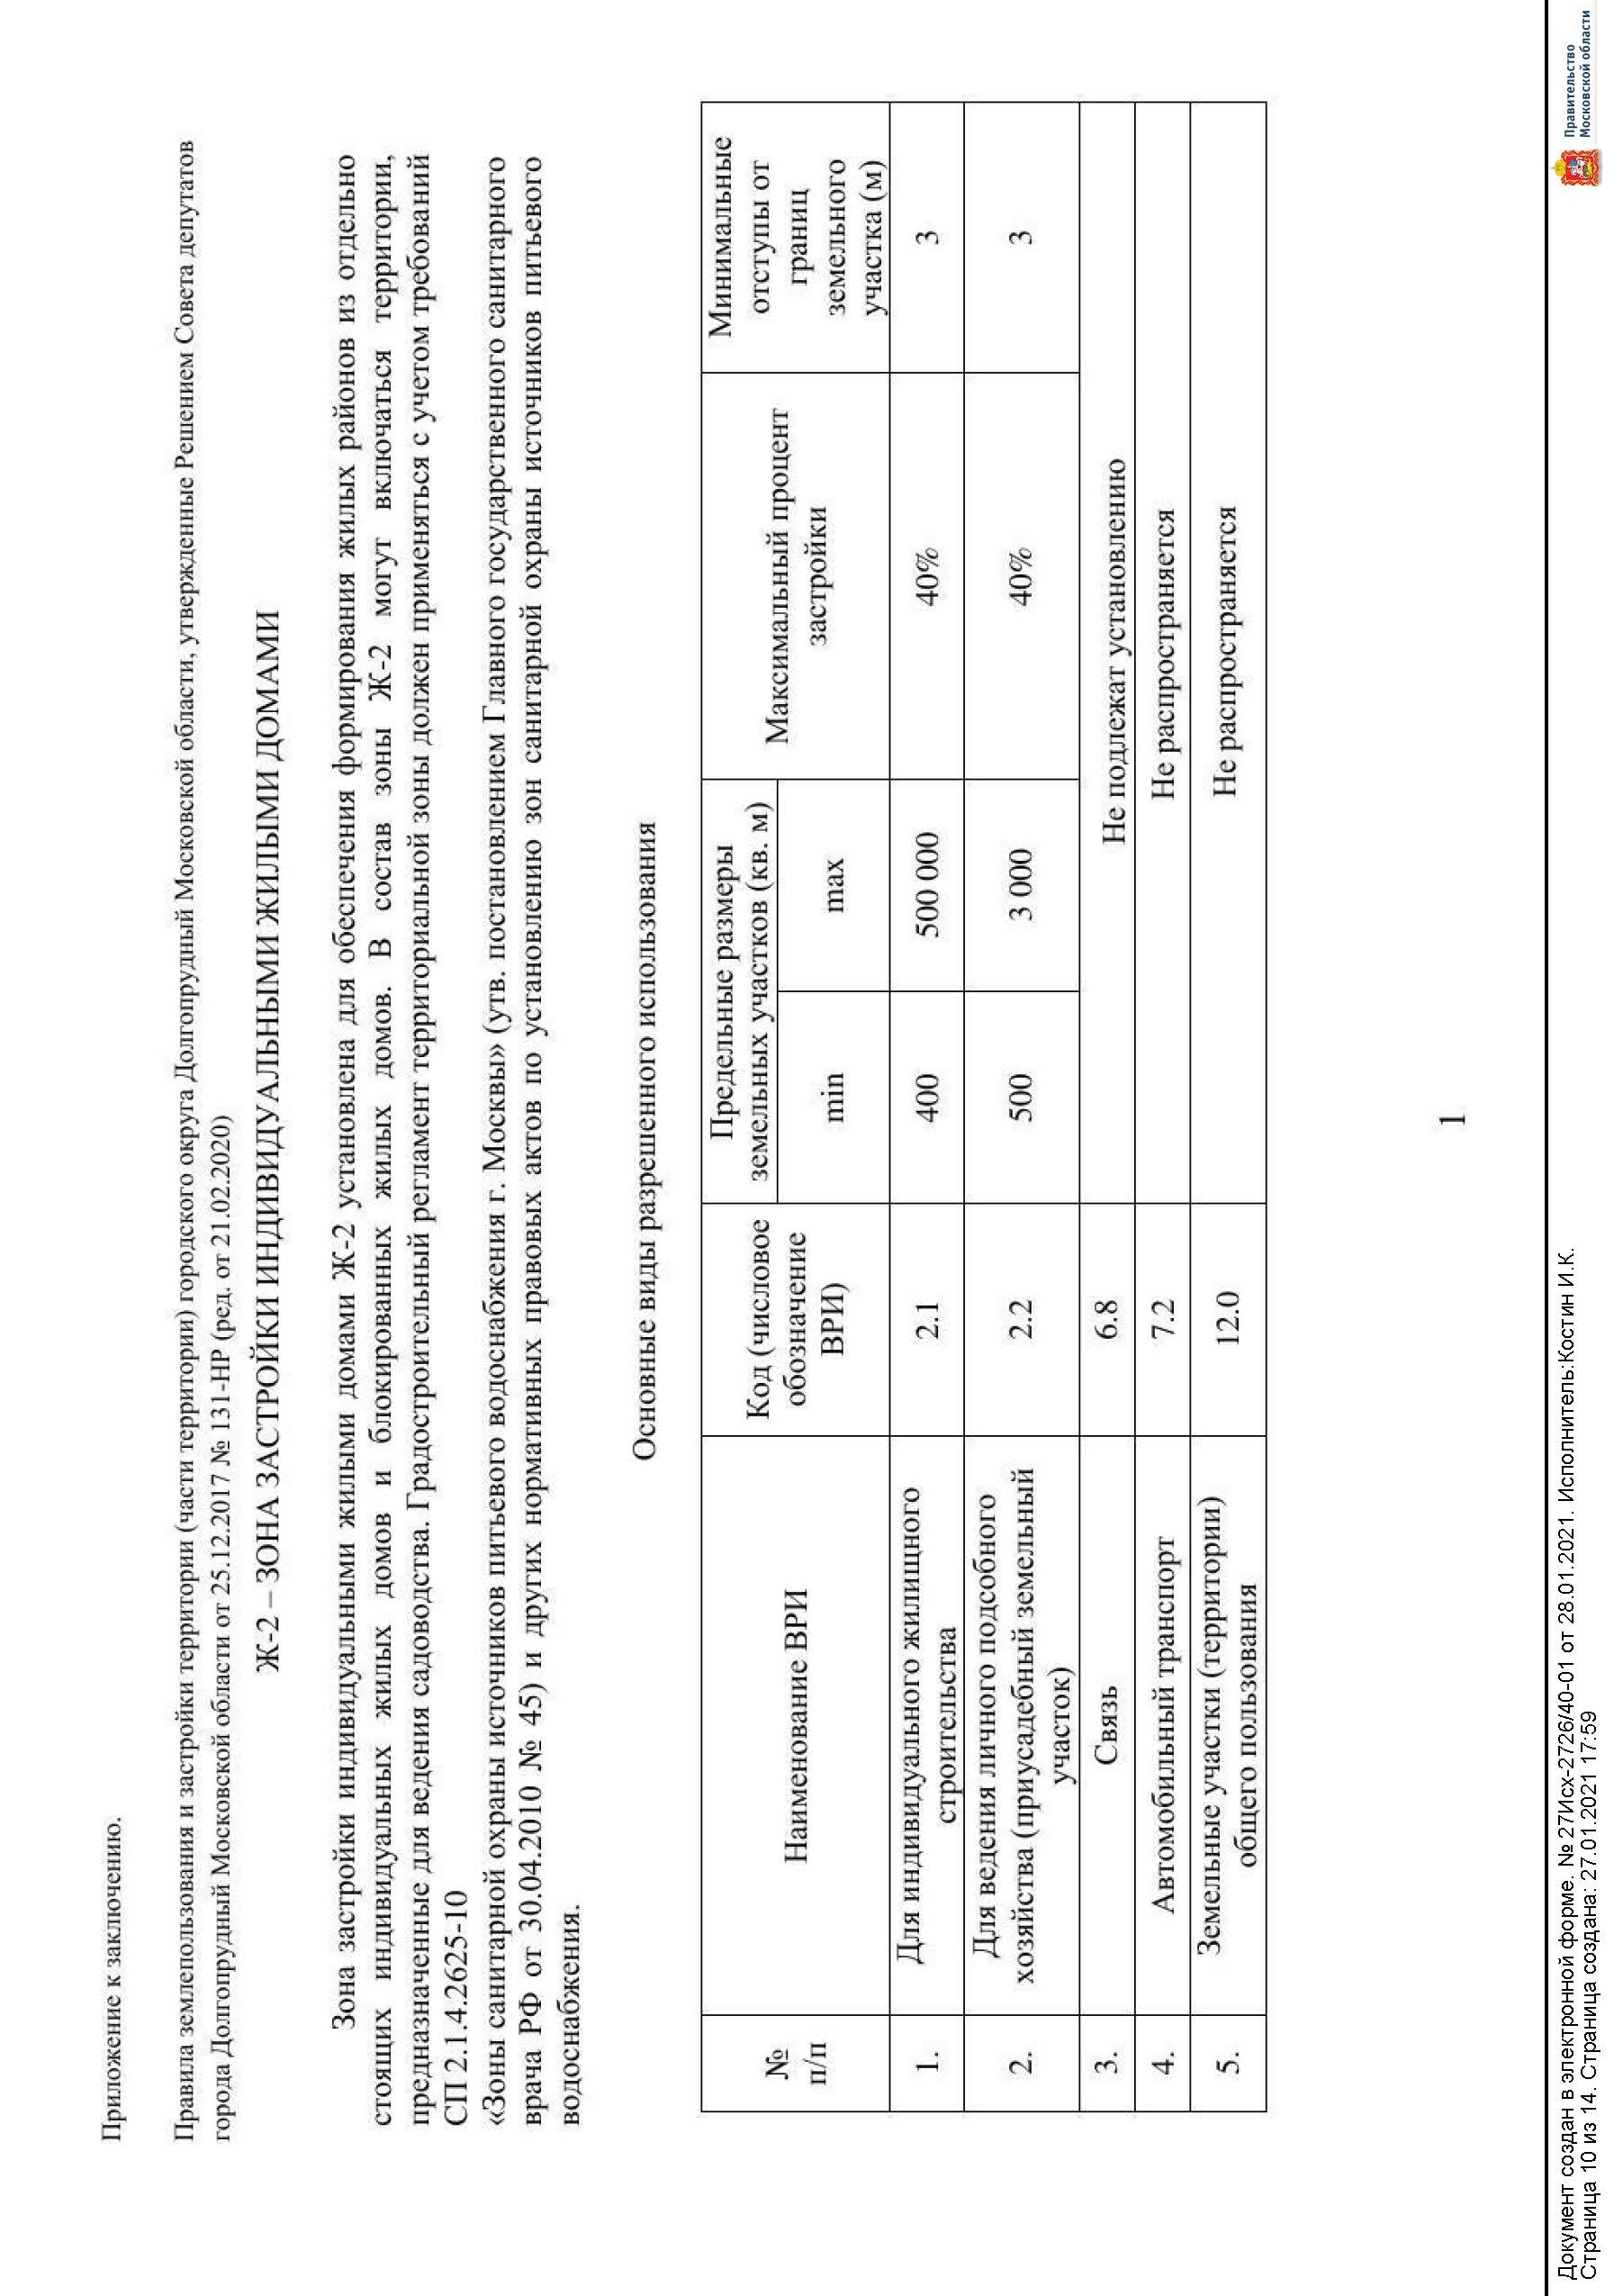 Приложение к заключению.
Правила землепользования и застройки территории (части территории) городского округа Долгопрудный Московской области, утвержденные Решением Совета депутатов
города Долгопрудный Московской области от 25.12.2017 № 131-НР (ред. от 21.02.2020)
Ж-2 – ЗОНА ЗАСТРОЙКИ ИНДИВИДУАЛЬНЫМИ ЖИЛЫМИ ДОМАМИ
Зона застройки индивидуальными жилыми домами Ж-2 установлена для обеспечения формирования жилых районов из отдельно
стоящих индивидуальных жилых домов и блокированных жилых домов. В состав зоны Ж-2 могут включаться территории,
предназначенные для ведения садоводства. Градостроительный регламент территориальной зоны должен применяться с учетом требований
СП 2.1.4.2625-10
«Зоны санитарной охраны источников питьевого водоснабжения г. Москвы» (утв. постановлением Главного государственного санитарного
врача РФ от 30.04.2010 № 45) и других нормативных правовых актов по установлению зон санитарной охраны источников питьевого
водоснабжения.
Основные виды разрешенного использования
№
п/п
Наименование ВРИ
Код (числовое
обозначение
ВРИ)
Предельные размеры
земельных участков (кв. м)
min
max
Максимальный процент
застройки
Минимальные
отступы от
границ
земельного
участка (м)
1.
Для индивидуального жилищного
строительства
2.1
400
500 000
40%
3
2.
Для ведения личного подсобного
хозяйства (приусадебный земельный
участок)
2.2
500
3 000
40%
3
3.
Связь
6.8
Не подлежат установлению
4.
Автомобильный транспорт
7.2
Не распространяется
5.
Земельные участки (территории)
общего пользования
12.0
Не распространяется
1
Документ создан в электронной форме. № 27Исх-2726/40-01 от 28.01.2021. Исполнитель:Костин И.К.
Страница 10 из 14. Страница создана: 27.01.2021 17:59
Правительство
Московской области